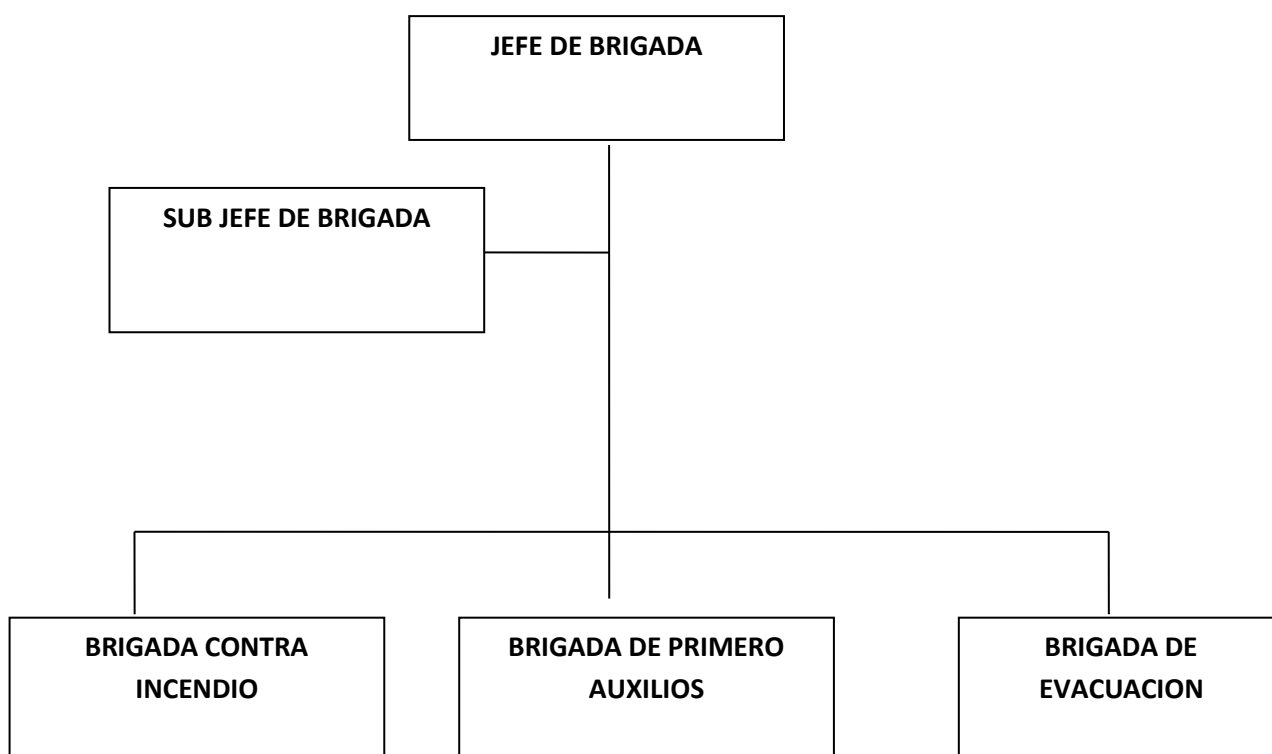 JEFE DE BRIGADA
SUB JEFE DE BRIGADA
BRIGADA CONTRA
INCENDIO
BRIGADA DE PRIMERO
AUXILIOS
BRIGADA DE
EVACUACION